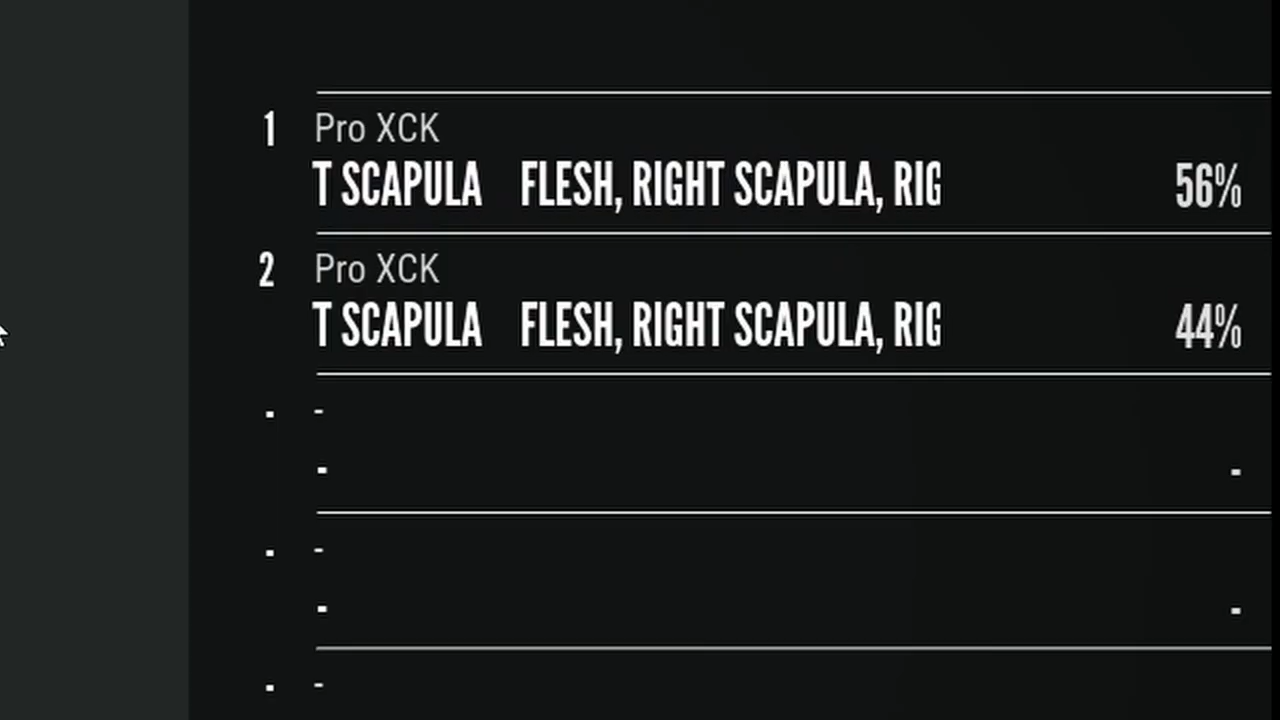 1 Pro XCK
T SCAPULA FLESH, RIGHT SCAPULA, RIG 56%
2 Pro XCK
T SCAPULA FLESH, RIGHT SCAPULA, RIG 44%
- -
- -
- -
- -
- -